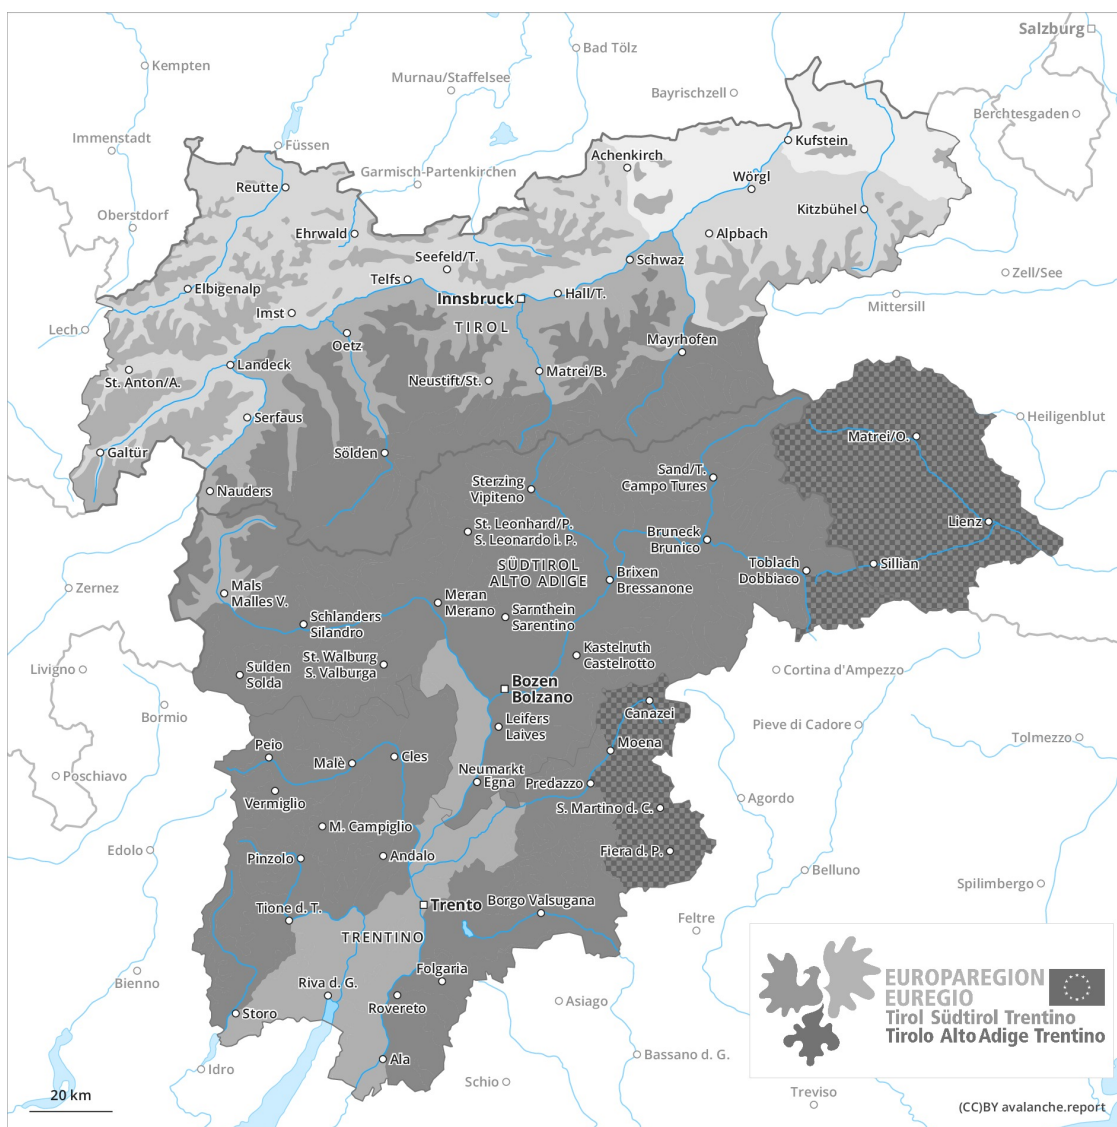 Salzburg
Bad Tölz
Kempten
Murnau/Staffelsee
Bayrischzell
Berchtesgaden
Immenstadt
Füssen
Kufstein
Achenkirch
Garmisch-Partenkirchen
Wörgl
Reutte
Oberstdorf
Kitzbühel
Ehrwald
Alpbach
Seefeld/T.
Schwaz
Zell/See
Telfs
Elbigenalp
Innsbruck
Hall/T.
Mittersill
Imst
TIROL
Lech
Oetz
Mayrhofen
Landeck
St. Anton/A.
Neustift/St.
Matrei/B.
Serfaus
Heiligenblut
Matrei/O.
Galtür
Sölden
Sand/T.
Campo Tures
Sterzing
Vipiteno
Nauders
St. Leonhard/P.
S. Leonardo i. P.
Lienz
Bruneck
Brunico
SÜDTIROL
ALTO ADIGE
Toblach
Dobbiaco
Sillian
Brixen
Bressanone
Zernez
Mals
Malles V.
Meran
Merano
Sarnthein
Sarentino
Schlanders
Silandro
Kastelruth
Castelrotto
St. Walburg
S. Valburga
Livigno
Sulden
Solda
Cortina d'Ampezzo
Bozen
Bolzano
Bormio
Canazei
Leifers
Laives
Pieve di Cadore
Tolmezzo
Peio
Moena
Cles
Malè
Poschiavo
Neumarkt
Egna
Predazzo
Vermiglio
Agordo
S. Martino d. C.
M. Campiglio
Edolo
Pinzolo
Andalo
Fiera d. P.
Belluno
Spilimbergo
Trento
Borgo Valsugana
Tione d. T.
Feltre
TRENTINO
Folgaria
Bienno
Riva d. G.
Rovereto
Asiago
Storo
EUROPAREGION
EUREGIO
Tirol Südtirol Trentino
Tirolo Alto Adige Trentino
Ala
Bassano d. G.
Idro
Schio
Treviso
20 km
(CC)BY avalanche.report